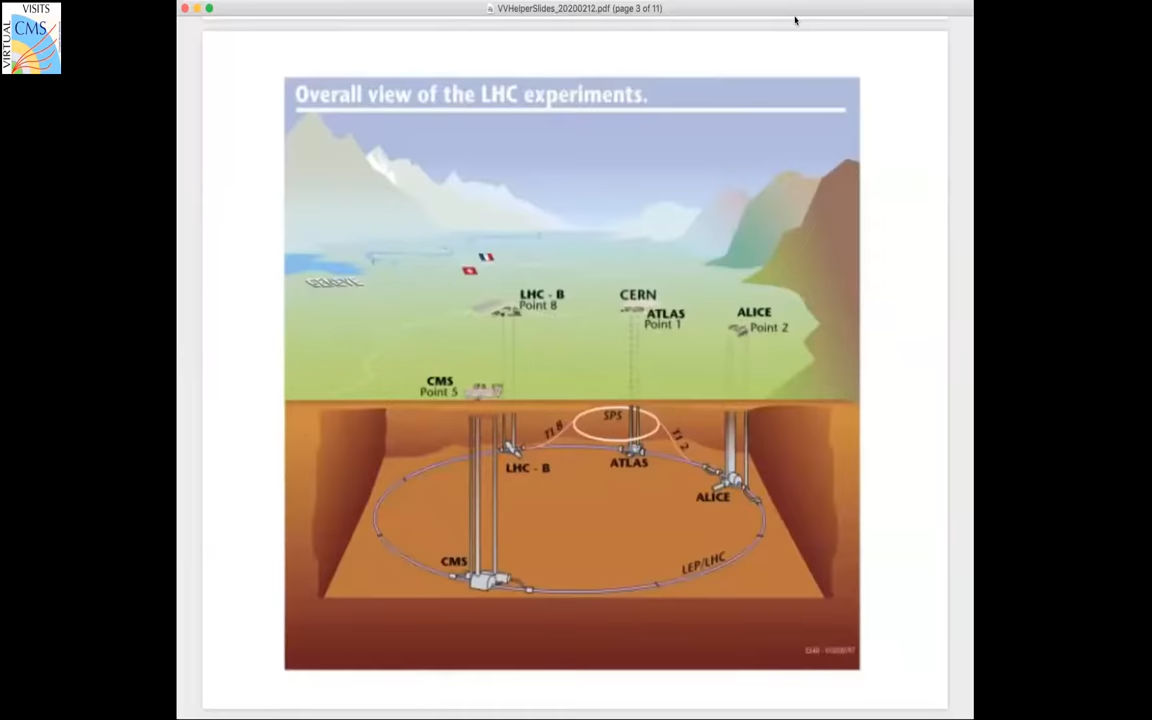 VISITS
CMS
VIRTUAL
VVHelperSlides_20200212.pdf (page 3 of 11)
Overall view of the LHC experiments.
LHC - B
Point 8
CERN
ATLAS
Point 1
ALICE
Point 2
CMS
Point 5
SPS
TI 8
TI 2
LHC - B
ATLAS
ALICE
CMS
LEP/LHC